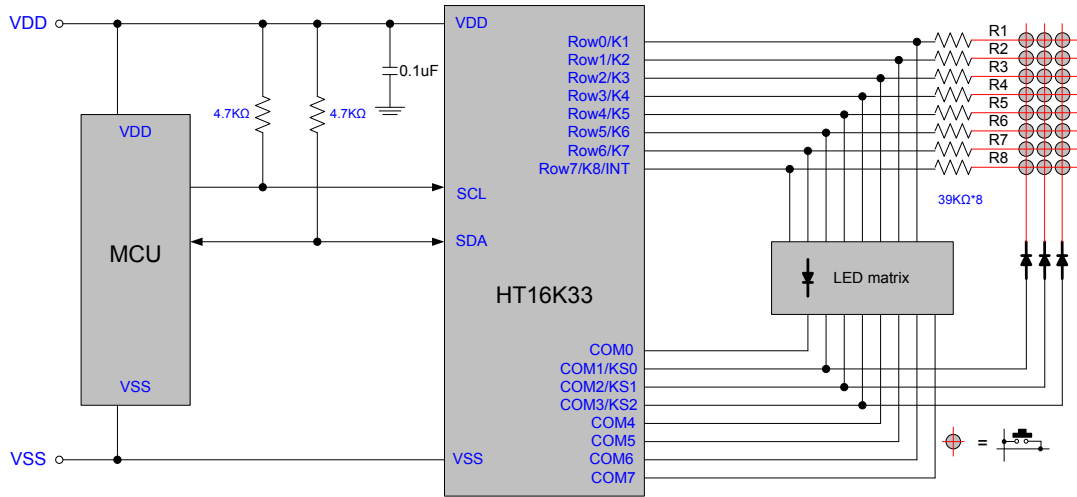 VDD
VDD
0.1uF
4.7KΩ
4.7KΩ
VDD
MCU
VSS
SCL
SDA
HT16K33
Row0/K1
Row1/K2
Row2/K3
Row3/K4
Row4/K5
Row5/K6
Row6/K7
Row7/K8/INT
R1
R2
R3
R4
R5
R6
R7
R8
39KΩ*8
LED matrix
COM0
COM1/KS0
COM2/KS1
COM3/KS2
COM4
COM5
COM6
COM7
VSS
VSS
=